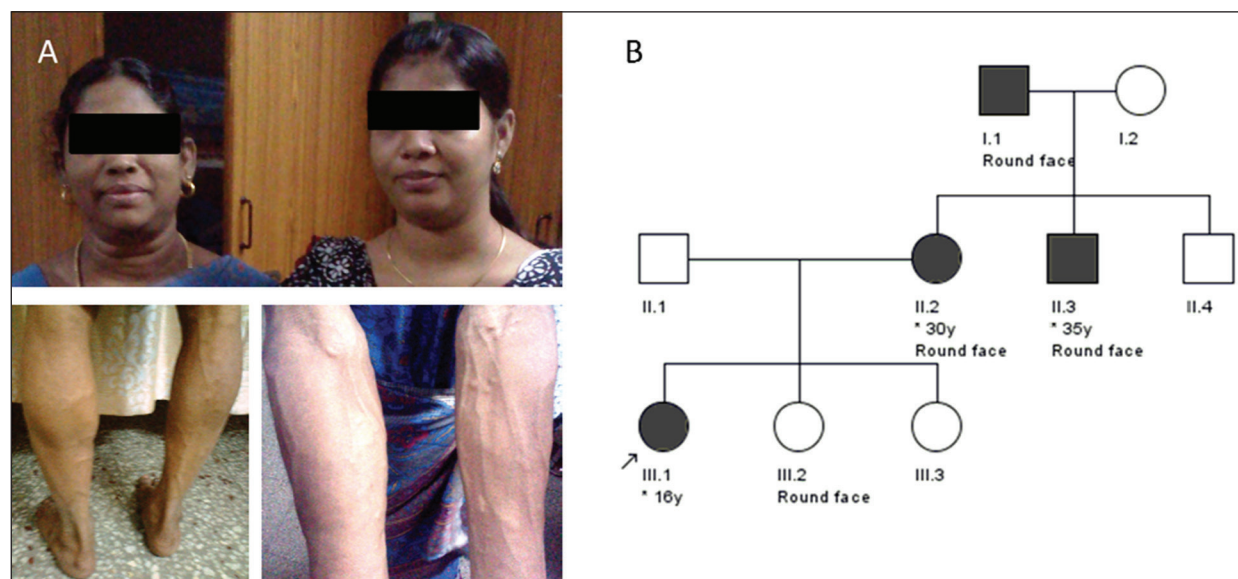 A
B
I.1
Round face
I.2
II.1
II.2
* 30y
Round face
II.3
* 35y
Round face
II.4
III.1
* 16y
III.2
Round face
III.3